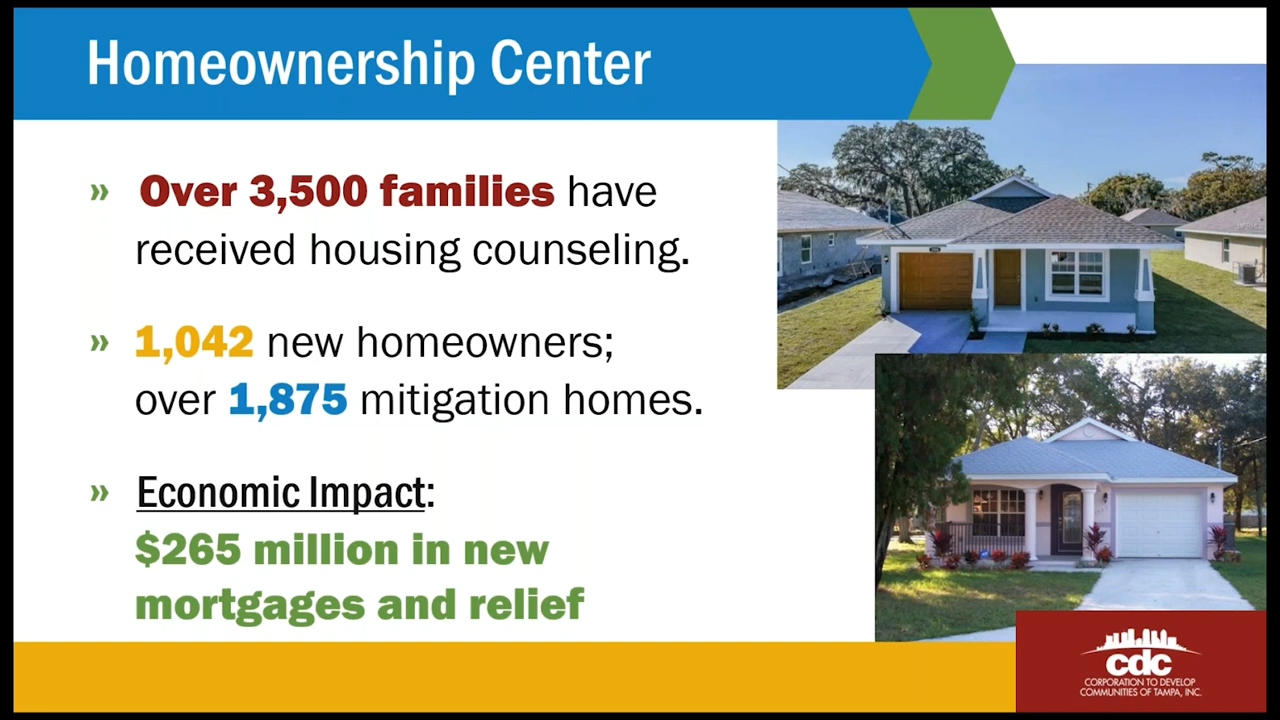 Homeownership Center
» Over 3,500 families have
received housing counseling.
» 1,042 new homeowners;
over 1,875 mitigation homes.
» Economic Impact:
$265 million in new
mortgages and relief
cdc
CORPORATION TO DEVELOP
COMMUNITIES OF TAMPA, INC.